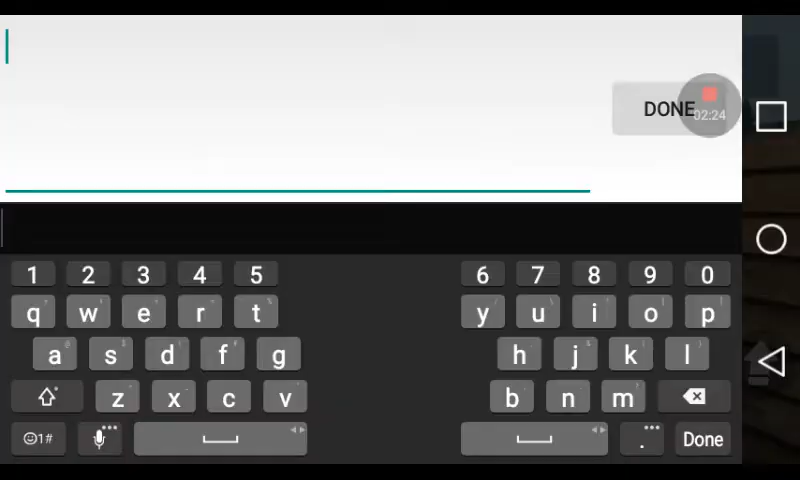 DONE
02:24
1 2 3 4 5 6 7 8 9 0
q w e r t y u i o p
a s d f g h j k l
z x c v b n m
1# . Done